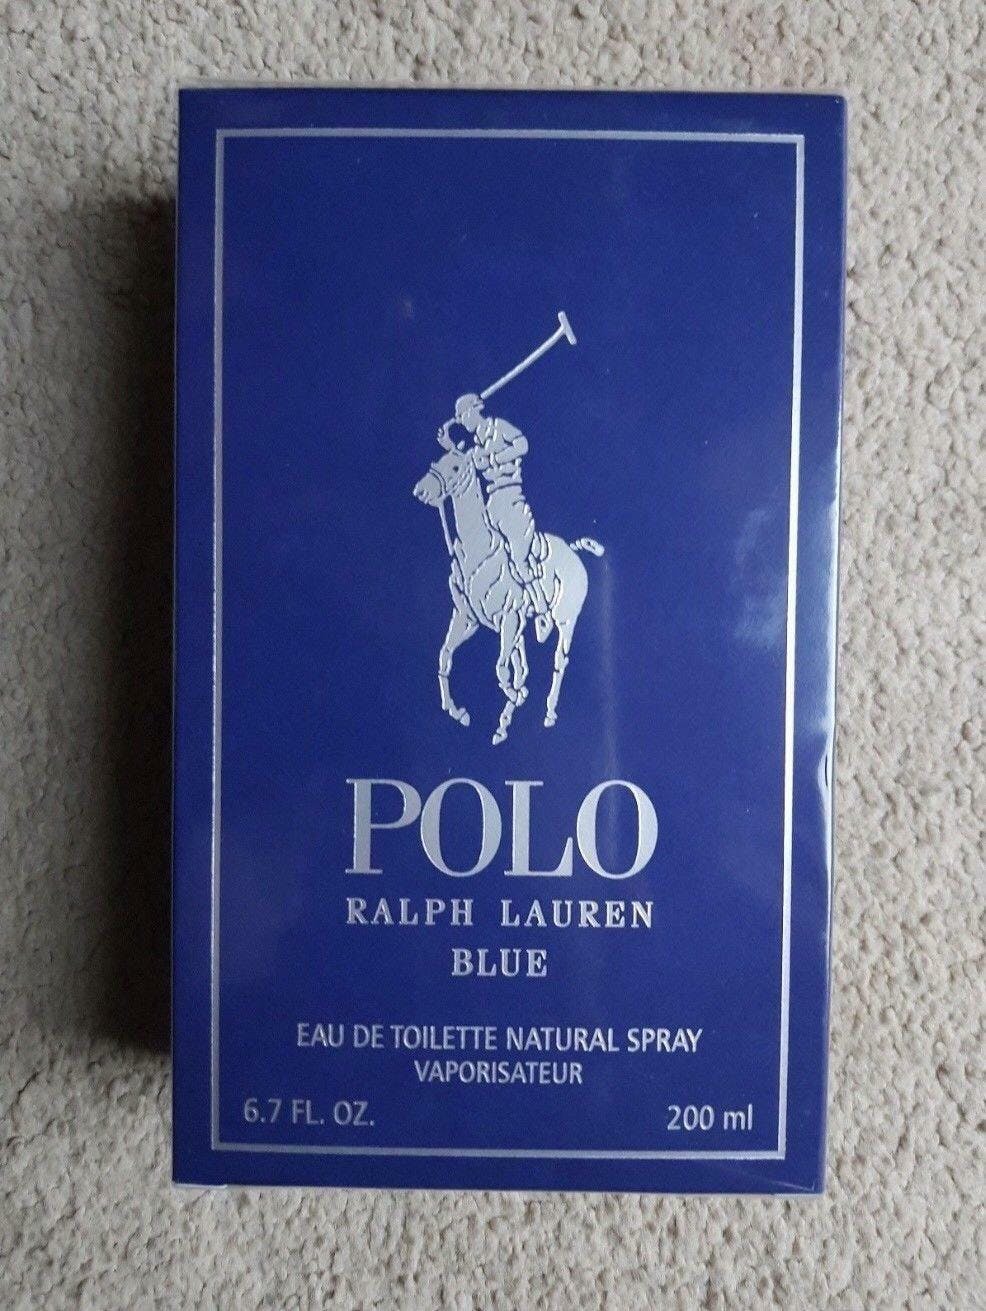 POLO
RALPH LAUREN
BLUE
EAU DE TOILETTE NATURAL SPRAY
VAPORISATEUR
6.7 FL. OZ. 200 ml